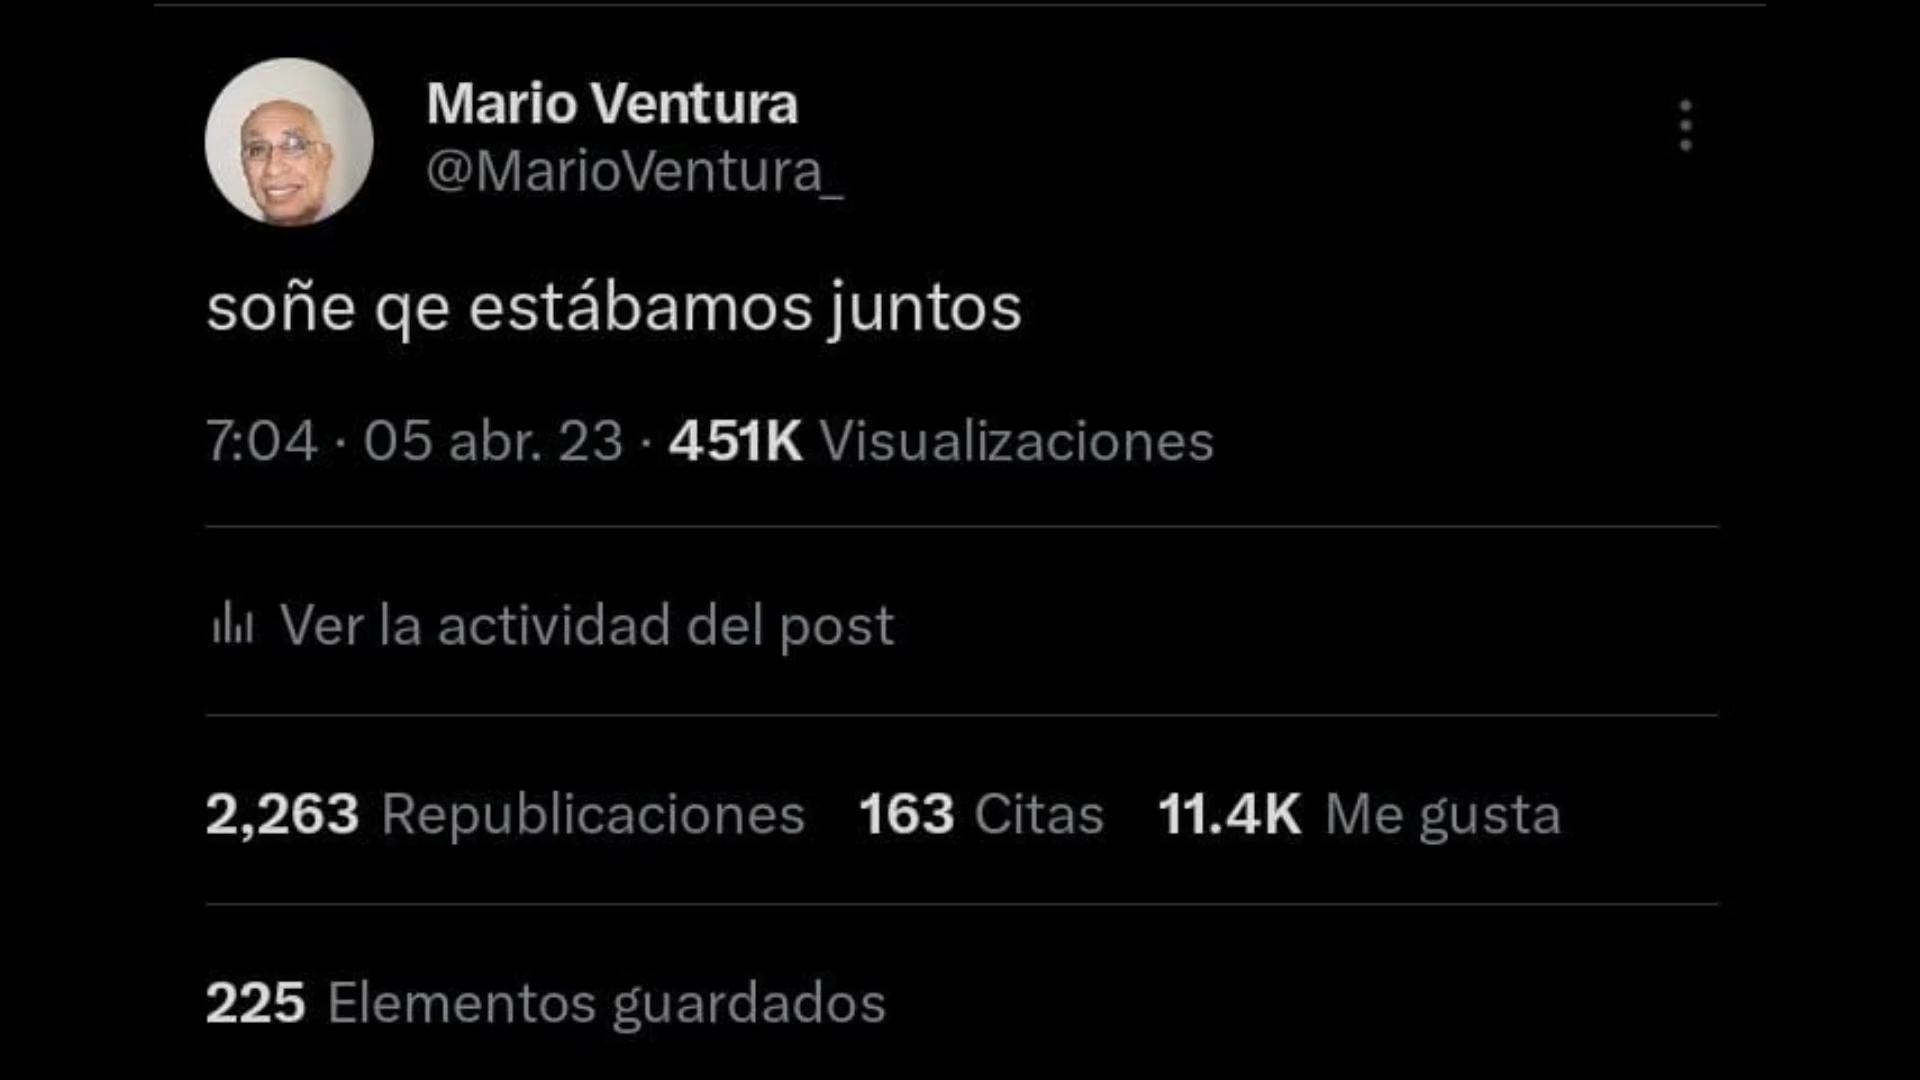 Mario Ventura
@MarioVentura_
soñe qe estábamos juntos
7:04 · 05 abr. 23 · 451K Visualizaciones
Ver la actividad del post
2,263 Republicaciones 163 Citas 11.4K Me gusta
225 Elementos guardados